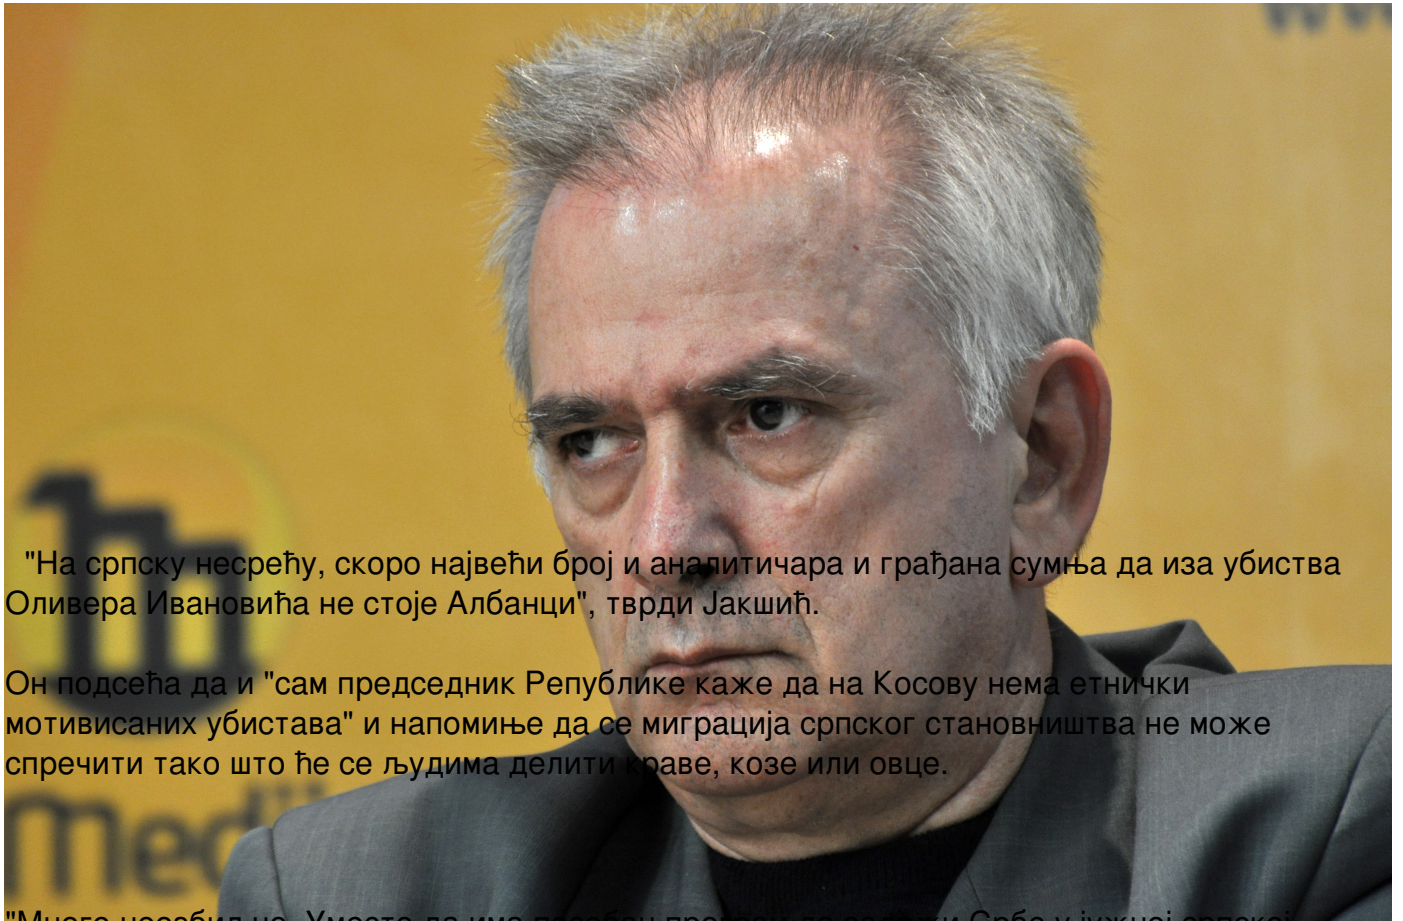 "На српску несрећу, скоро највећи број и аналитичара и грађана сумња да иза убиства
Оливера Ивановића не стоје Албанци", тврди Јакшић.
Он подсећа да и "сам председник Републике каже да на Косову нема етнички
мотивисаних убистава" и напомиње да се миграција српског становништва не може
спречити тако што ће се људима делити краве, козе или овце.
Medi